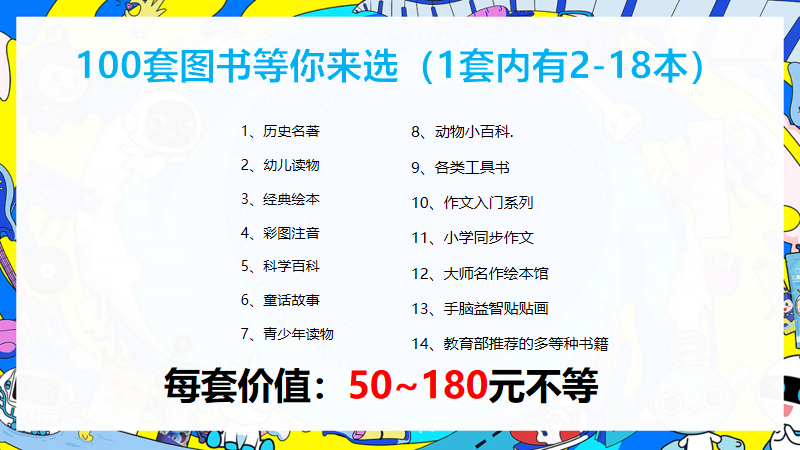 100套图书等你来选（1套内有2-18本）
1、历史名著
2、幼儿读物
3、经典绘本
4、彩图注音
5、科学百科
6、童话故事
7、青少年读物
8、动物小百科.
9、各类工具书
10、作文入门系列
11、小学同步作文
12、大师名作绘本馆
13、手脑益智贴贴画
14、教育部推荐的多等种书籍
每套价值：50~180元不等